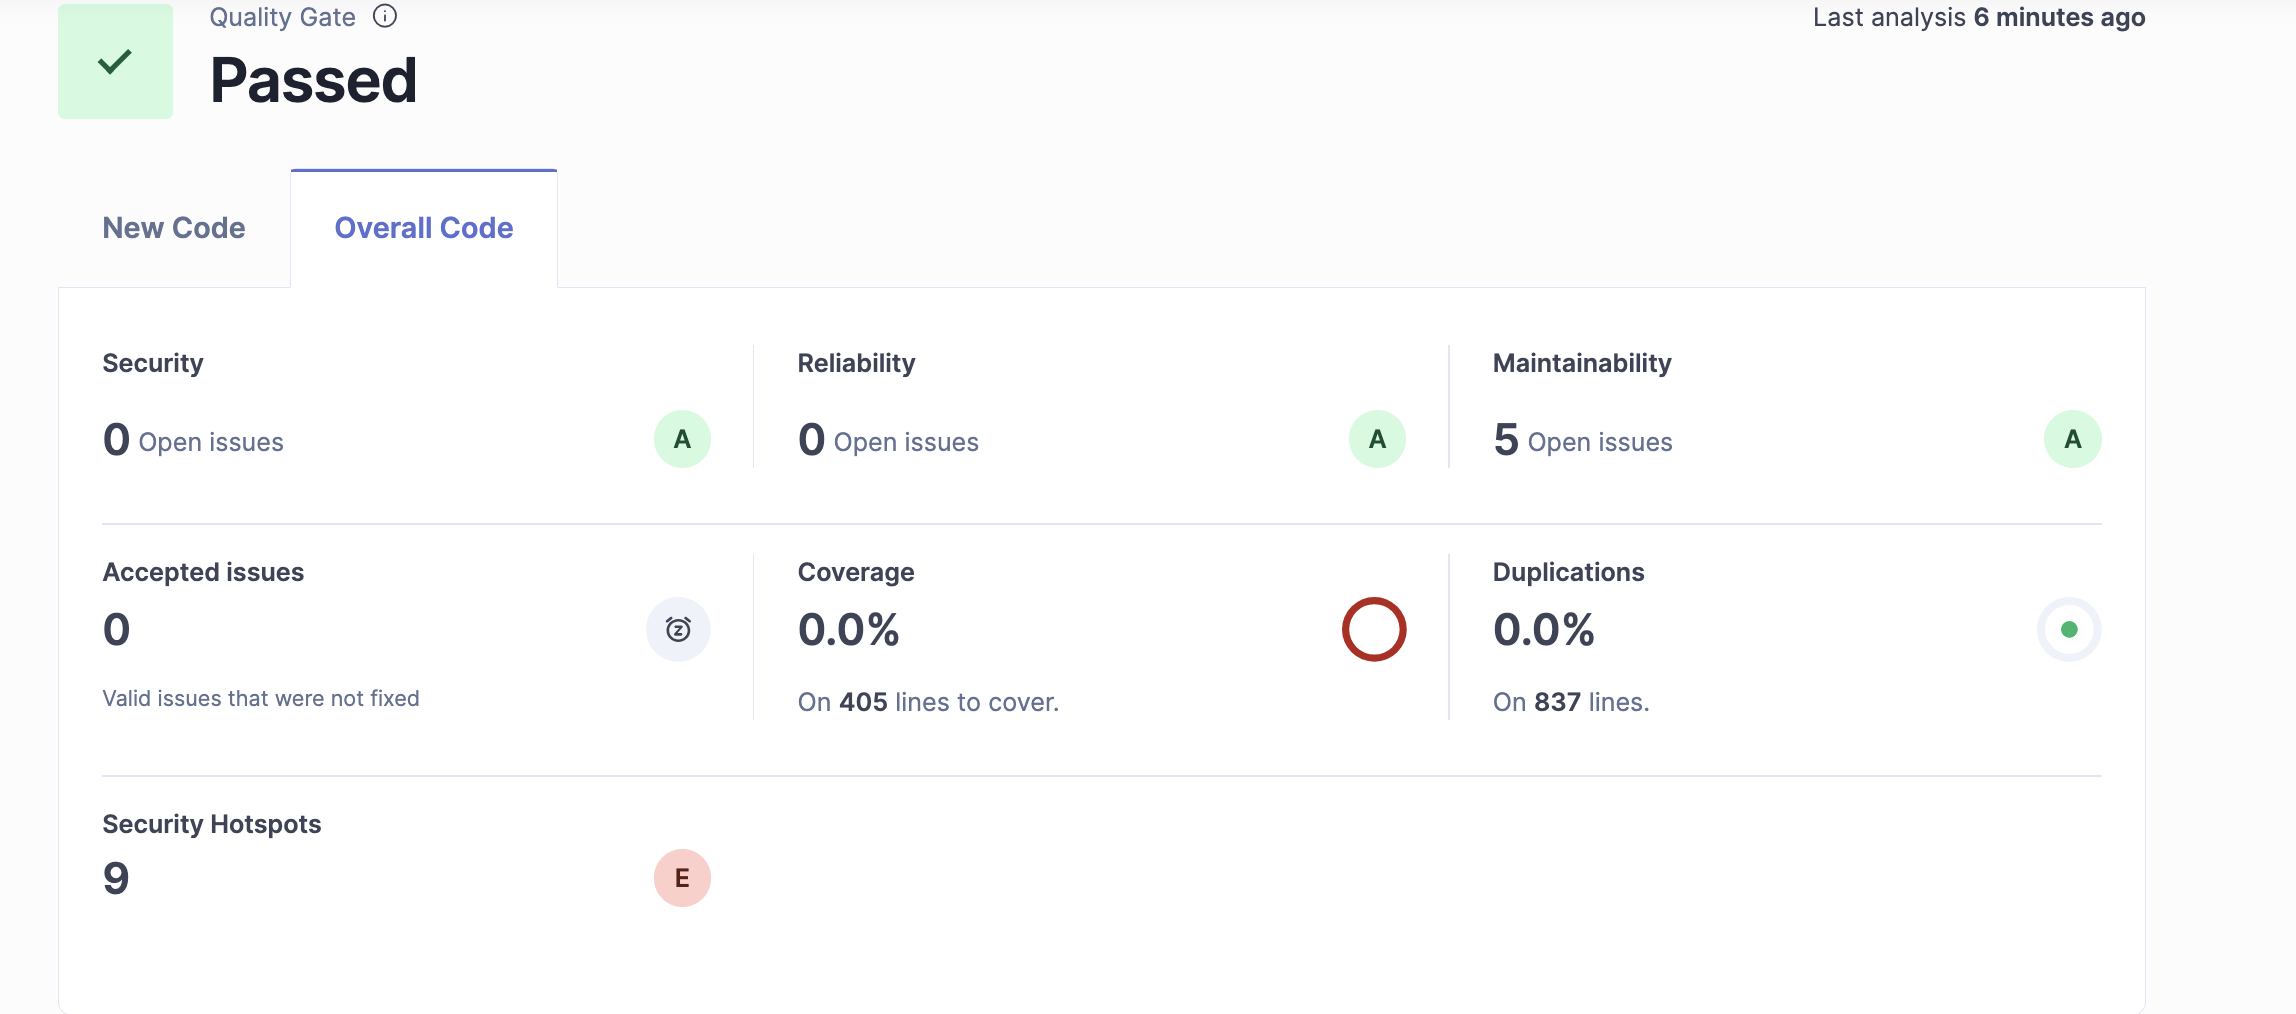 Quality Gate
Last analysis 6 minutes ago
Passed
New Code
Overall Code
Security
Reliability
Maintainability
0 Open issues
A
0 Open issues
A
5 Open issues
A
Accepted issues
Coverage
Duplications
0
0.0%
0.0%
Valid issues that were not fixed
On 405 lines to cover.
On 837 lines.
Security Hotspots
9
E